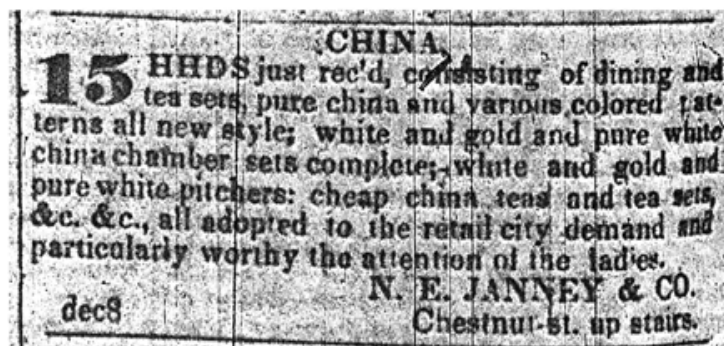 CHINA,
15 HHDS just rec'd, consisting of dining and
tea sets, pure china and various colored pat-
terns all new style; white and gold and pure white
china chamber sets complete; white and gold and
pure white pitchers: cheap china teas and tea sets,
&c. &c., all adopted to the retail city demand and
particularly worthy the attention of the ladies.
N. E. JANNEY & CO.
dec8 Chestnut-st. up stairs.